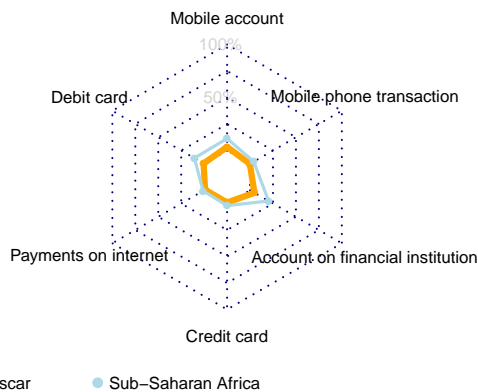 Mobile account
100%
Debit card
50%
Mobile phone transaction
Payments on internet
Account on financial institution
Credit card
scar
Sub−Saharan Africa